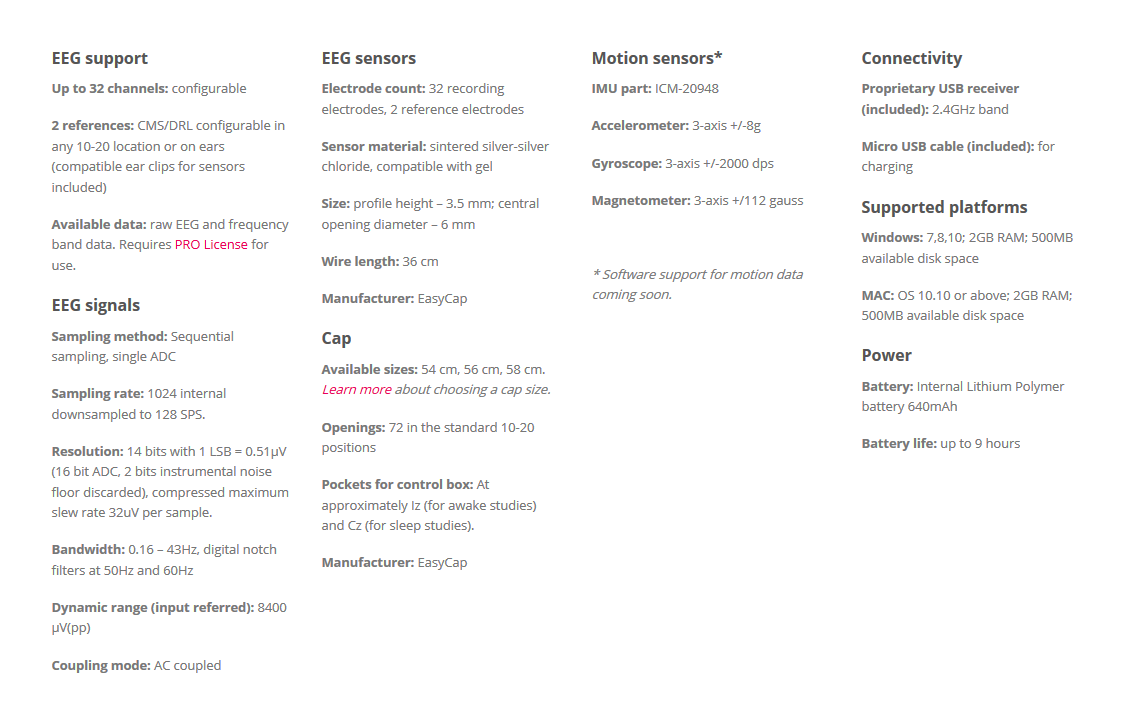 EEG support
Up to 32 channels: configurable
2 references: CMS/DRL configurable in
any 10-20 location or on ears
(compatible ear clips for sensors
included)
Available data: raw EEG and frequency
band data. Requires PRO License for
use.
EEG signals
Sampling method: Sequential
sampling, single ADC
Sampling rate: 1024 internal
downsampled to 128 SPS.
Resolution: 14 bits with 1 LSB = 0.51μV
(16 bit ADC, 2 bits instrumental noise
floor discarded), compressed maximum
slew rate 32uV per sample.
Bandwidth: 0.16 – 43Hz, digital notch
filters at 50Hz and 60Hz
Dynamic range (input referred): 8400
μV(pp)
Coupling mode: AC coupled
EEG sensors
Electrode count: 32 recording
electrodes, 2 reference electrodes
Sensor material: sintered silver-silver
chloride, compatible with gel
Size: profile height – 3.5 mm; central
opening diameter – 6 mm
Wire length: 36 cm
Manufacturer: EasyCap
Cap
Available sizes: 54 cm, 56 cm, 58 cm.
Learn more about choosing a cap size.
Openings: 72 in the standard 10-20
positions
Pockets for control box: At
approximately Iz (for awake studies)
and Cz (for sleep studies).
Manufacturer: EasyCap
Motion sensors*
IMU part: ICM-20948
Accelerometer: 3-axis +/-8g
Gyroscope: 3-axis +/-2000 dps
Magnetometer: 3-axis +/112 gauss
* Software support for motion data
coming soon.
Connectivity
Proprietary USB receiver
(included): 2.4GHz band
Micro USB cable (included): for
charging
Supported platforms
Windows: 7,8,10; 2GB RAM; 500MB
available disk space
MAC: OS 10.10 or above; 2GB RAM;
500MB available disk space
Power
Battery: Internal Lithium Polymer
battery 640mAh
Battery life: up to 9 hours